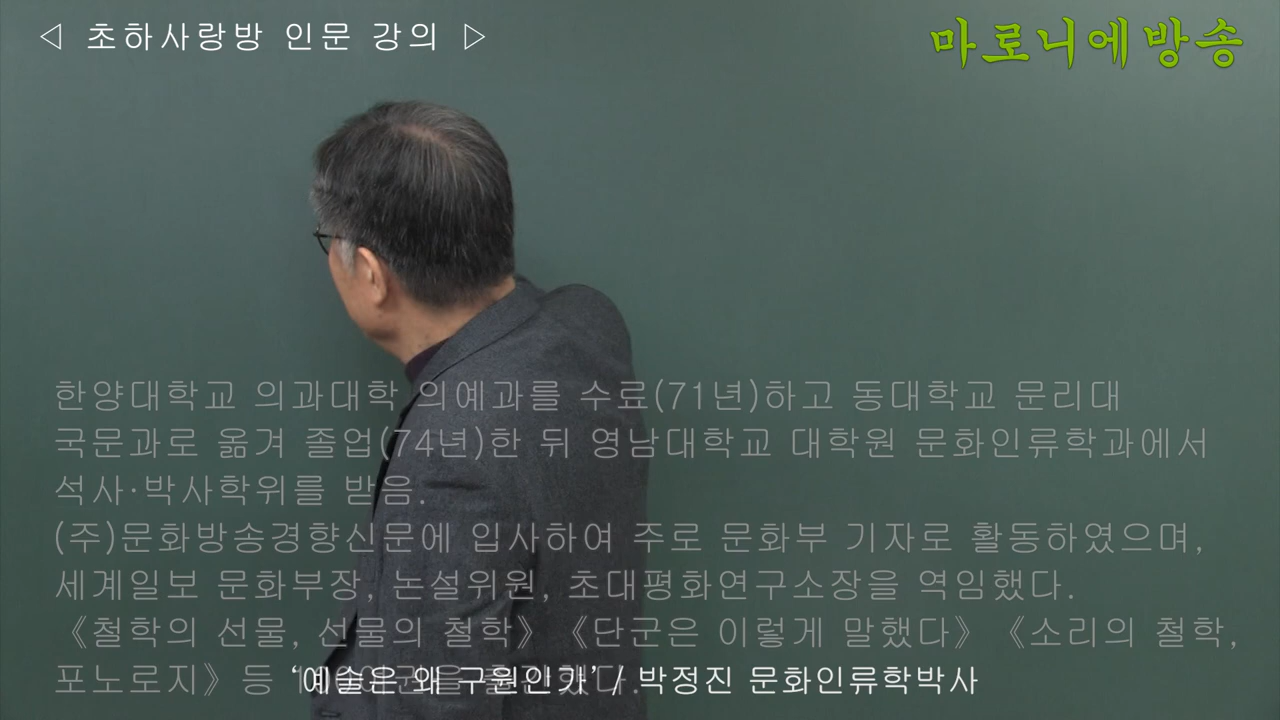 ◁ 초하사랑방 인문 강의 ▷
마로니에방송
한양대학교 의과대학 의예과를 수료(71년)하고 동대학교 문리대
국문과로 옮겨 졸업(74년)한 뒤 영남대학교 대학원 문화인류학과에서
석사·박사학위를 받음.
(주)문화방송경향신문에 입사하여 주로 문화부 기자로 활동하였으며,
세계일보 문화부장, 논설위원, 초대평화연구소장을 역임했다.
《철학의 선물, 선물의 철학》《단군은 이렇게 말했다》《소리의 철학,
포노로지》 등
‘예술은 왜 구원인가’ / 박정진 문화인류학박사